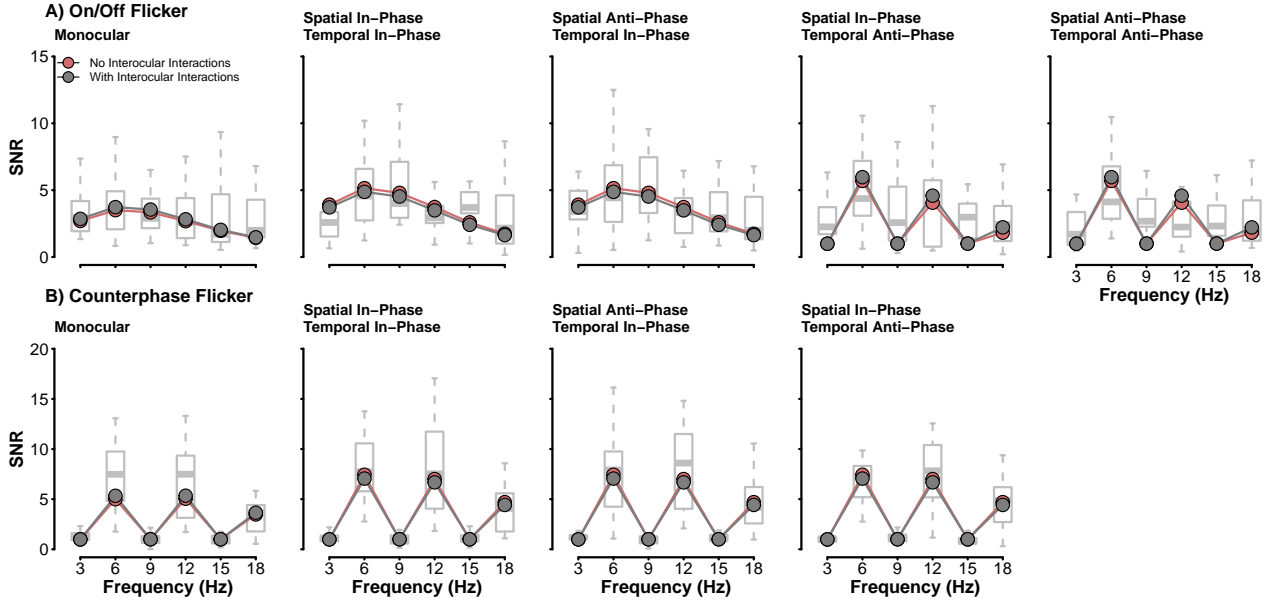 A) On/Off Flicker
Monocular
Spatial In−Phase
Temporal In−Phase
Spatial Anti−Phase
Temporal In−Phase
Spatial In−Phase
Temporal Anti−Phase
Spatial Anti−Phase
Temporal Anti−Phase
No Interocular Interactions
With Interocular Interactions
15
10
5
0
SNR
3 6 9 12 15 18
Frequency (Hz)
B) Counterphase Flicker
Monocular
Spatial In−Phase
Temporal In−Phase
Spatial Anti−Phase
Temporal In−Phase
Spatial In−Phase
Temporal Anti−Phase
20
15
10
5
0
SNR
3 6 9 12 15 18
Frequency (Hz)
3 6 9 12 15 18
Frequency (Hz)
3 6 9 12 15 18
Frequency (Hz)
3 6 9 12 15 18
Frequency (Hz)